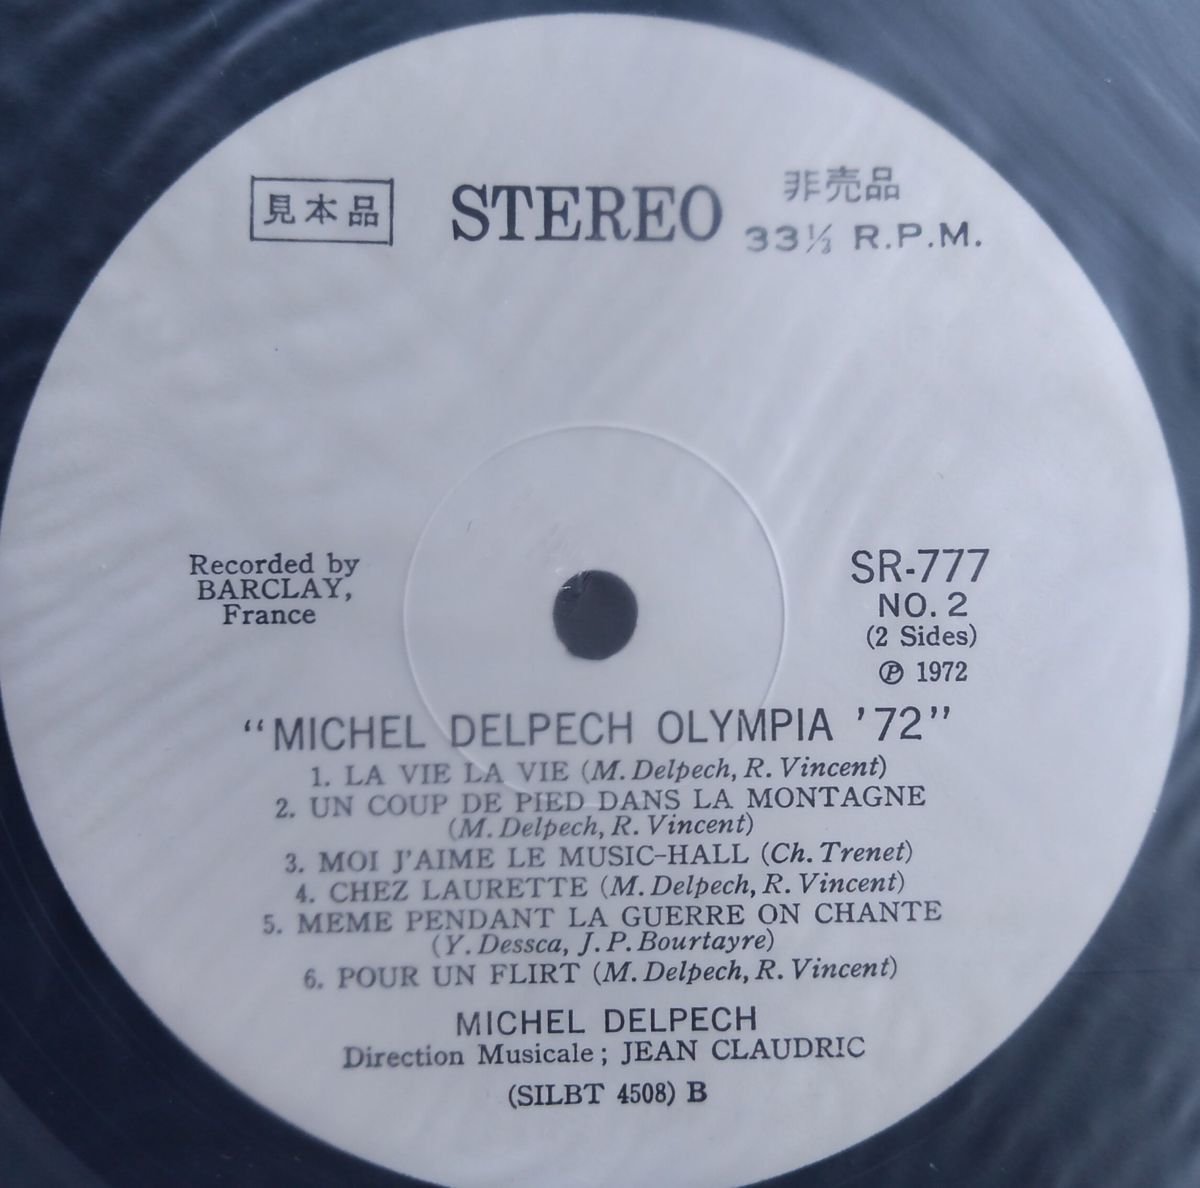 見本品
STEREO
非売品
33⅓ R.P.M.
Recorded by
BARCLAY,
France
SR-777
NO. 2
(2 Sides)
℗ 1972
“MICHEL DELPECH OLYMPIA ’72”
1. LA VIE LA VIE (M. Delpech, R. Vincent)
2. UN COUP DE PIED DANS LA MONTAGNE
(M. Delpech, R. Vincent)
3. MOI J’AIME LE MUSIC-HALL (Ch. Trenet)
4. CHEZ LAURETTE (M. Delpech, R. Vincent)
5. MEME PENDANT LA GUERRE ON CHANTE
(Y. Dessca, J. P. Bourtayre)
6. POUR UN FLIRT (M. Delpech, R. Vincent)
MICHEL DELPECH
Direction Musicale ; JEAN CLAUDRIC
(SILBT 4508) B